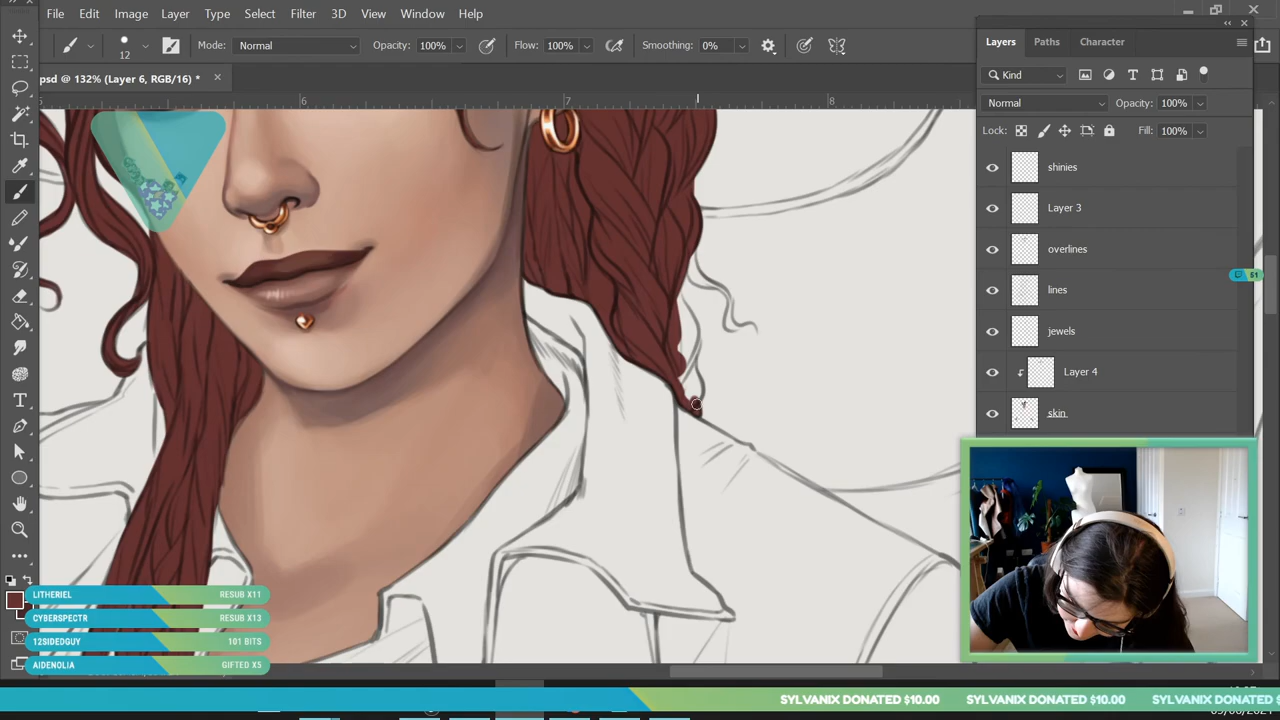 File Edit Image Layer Type Select Filter 3D View Window Help
12 Mode: Normal Opacity: 100% Flow: 100% Smoothing: 0%
psd @ 132% (Layer 6, RGB/16) *
6 7 8
Layers Paths Character
Kind
Normal Opacity: 100%
Lock: Fill: 100%
shinies
Layer 3
overlines
51
lines
jewels
Layer 4
skin
LITHERIEL RESUB X11
CYBERSPECTR RESUB X13
12SIDEDGUY 101 BITS
AIDENOLIA GIFTED X5
SYLVANIX DONATED $10.00 SYLVANIX DONATED $10.00 SYLVANIX DONATED $10.00